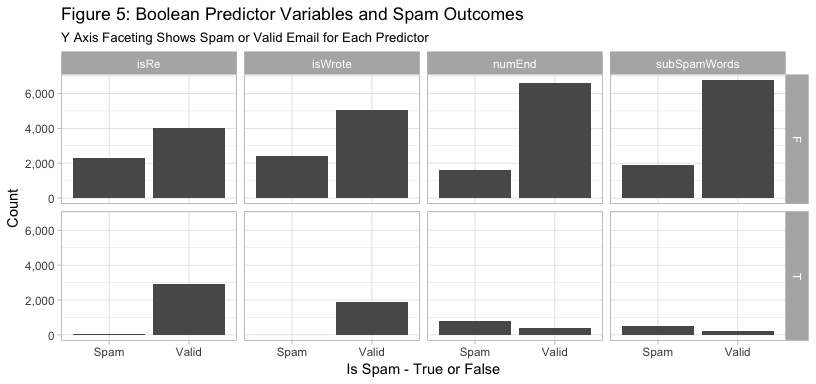 Figure 5: Boolean Predictor Variables and Spam Outcomes
Y Axis Faceting Shows Spam or Valid Email for Each Predictor
isRe isWrote numEnd subSpamWords
6,000
4,000
2,000
0
F
6,000
4,000
2,000
0
T
Count
Spam Valid Spam Valid Spam Valid Spam Valid
Is Spam - True or False